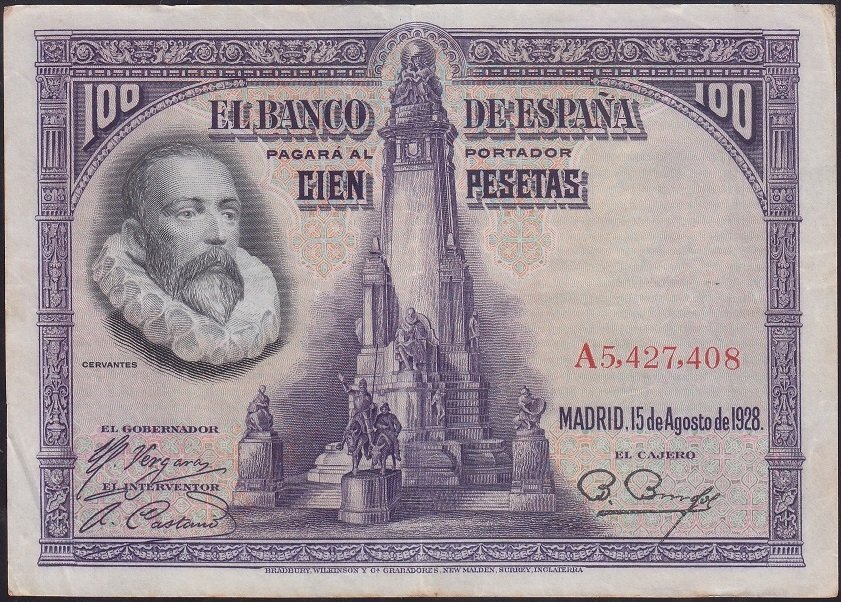 100 100
EL BANCO DE ESPAÑA
PAGARÁ AL PORTADOR
CIEN PESETAS
CERVANTES
A5,427,408
MADRID, 15 de Agosto de 1928.
EL GOBERNADOR
EL CAJERO
EL INTERVENTOR
BRADBURY, WILKINSON Y Cª GRABADORES, NEW MALDEN, SURREY, INGLATERRA